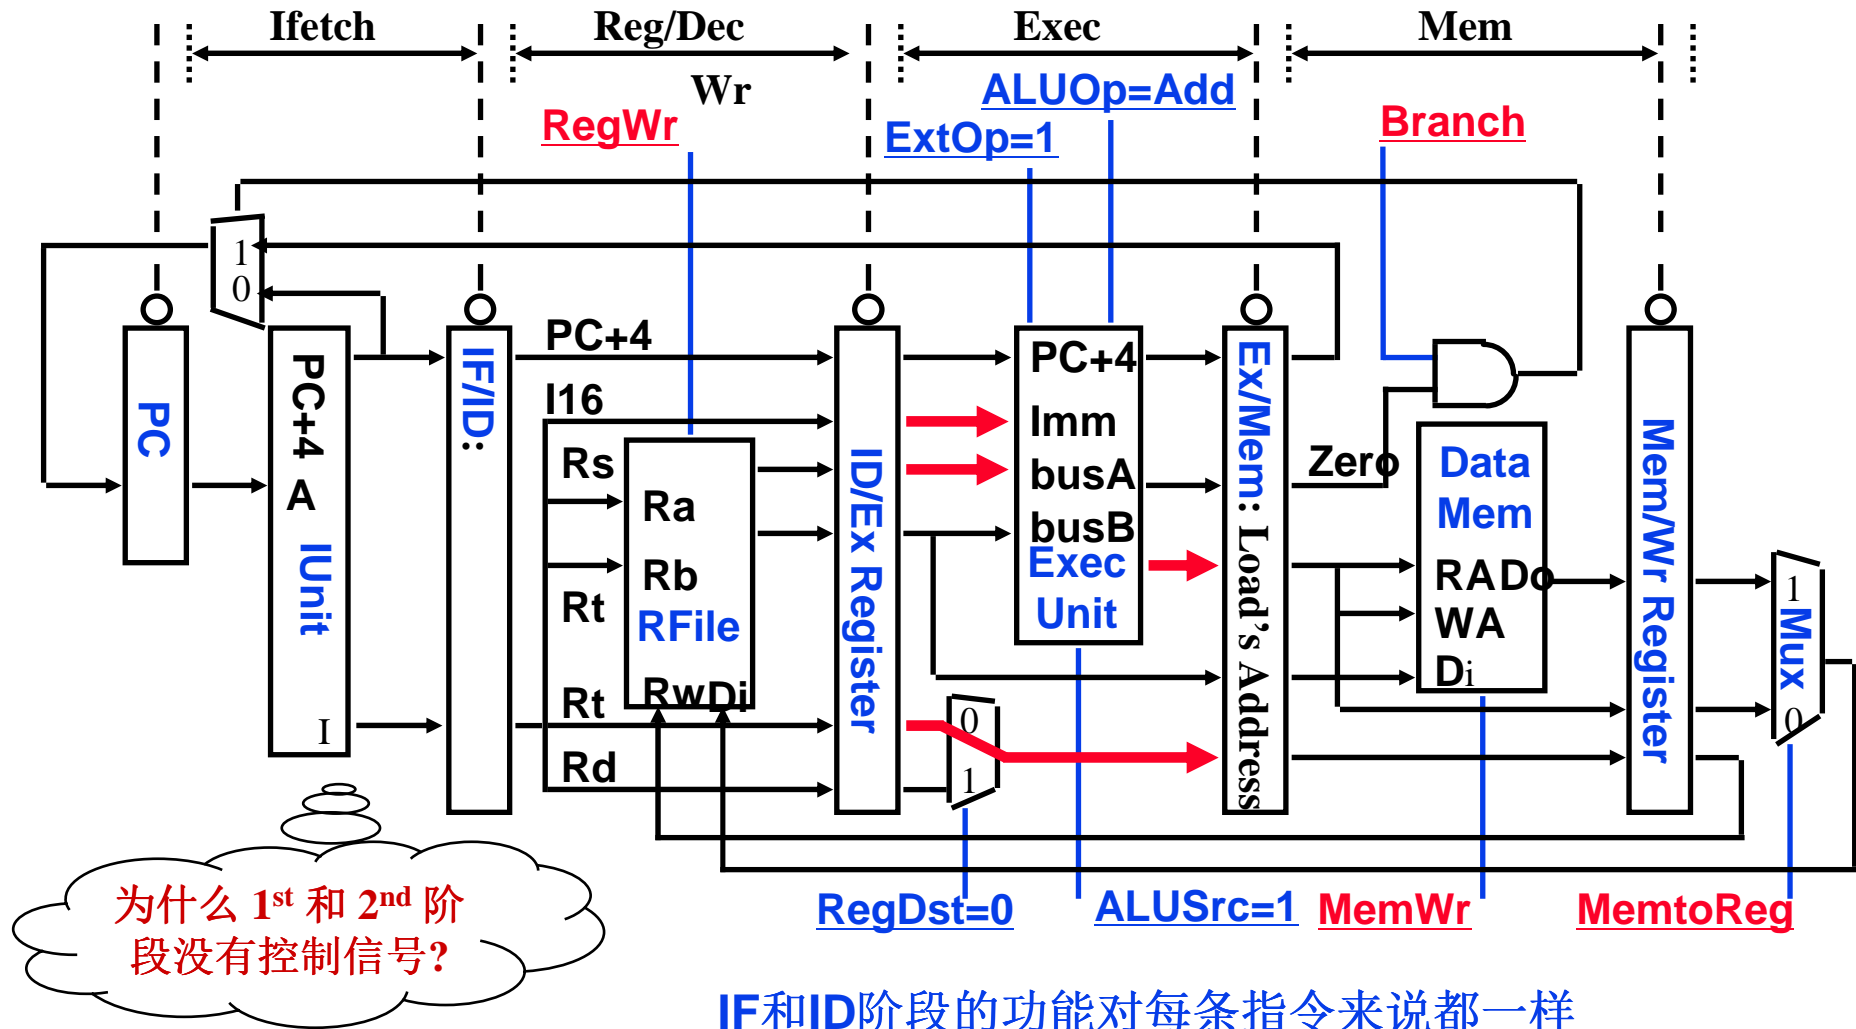 Ifetch
Reg/Dec
Exec
Mem
Wr
RegWr
ALUOp=Add
ExtOp=1
Branch
1
0
PC
PC+4
A
IUnit
I
IF/ID:
PC+4
I16
Rs
Rt
Rt
Rd
Ra
Rb
RFile
RwDi
ID/Ex Register
0
1
PC+4
Imm
busA
busB
Exec
Unit
Ex/Mem: Load's Address
Zero
Data
Mem
RADo
WA
Di
Mem/Wr Register
1
Mux
0
RegDst=0
ALUSrc=1
MemWr
MemtoReg
为什么 1st 和 2nd 阶
段没有控制信号?
IF和ID阶段的功能对每条指令来说都一样